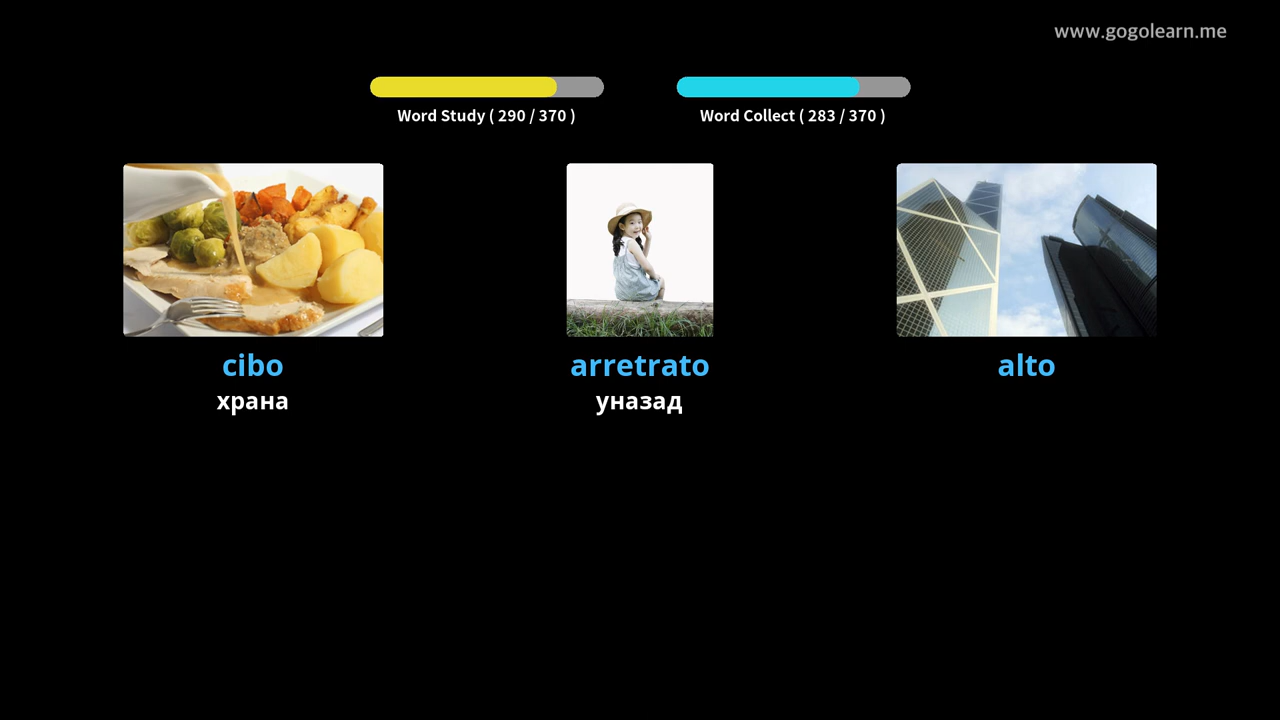 www.gogolearn.me
Word Study ( 290 / 370 )
Word Collect ( 283 / 370 )
cibo
храна
arretrato
уназад
alto